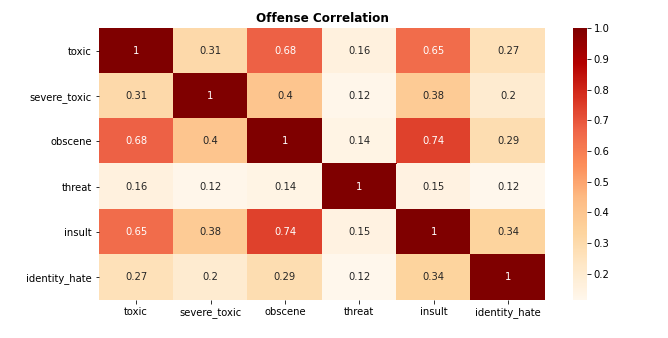 Offense Correlation
toxic 1 0.31 0.68 0.16 0.65 0.27
severe_toxic 0.31 1 0.4 0.12 0.38 0.2
obscene 0.68 0.4 1 0.14 0.74 0.29
threat 0.16 0.12 0.14 1 0.15 0.12
insult 0.65 0.38 0.74 0.15 1 0.34
identity_hate 0.27 0.2 0.29 0.12 0.34 1
toxic severe_toxic obscene threat insult identity_hate
1.0
0.9
0.8
0.7
0.6
0.5
0.4
0.3
0.2